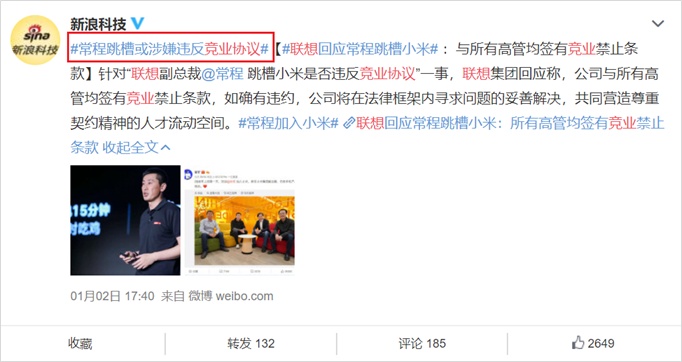 sina
新浪科技
新浪科技
#常程跳槽或涉嫌违反竞业协议#【#联想回应常程跳槽小米：与所有高管均签有竞业禁止条
款】针对“联想副总裁@常程 跳槽小米是否违反竞业协议”一事，联想集团回应称，公司与所有高
管均签有竞业禁止条款，如确有违约，公司将在法律框架内寻求问题的妥善解决，共同营造尊重
契约精神的人才流动空间。#常程加入小米# 联想回应常程跳槽小米：所有高管均签有竞业禁止
条款 收起全文
15分钟
对吃鸡
01月02日 17:40 来自 微博 weibo.com
收藏
转发 132
评论 185
2649